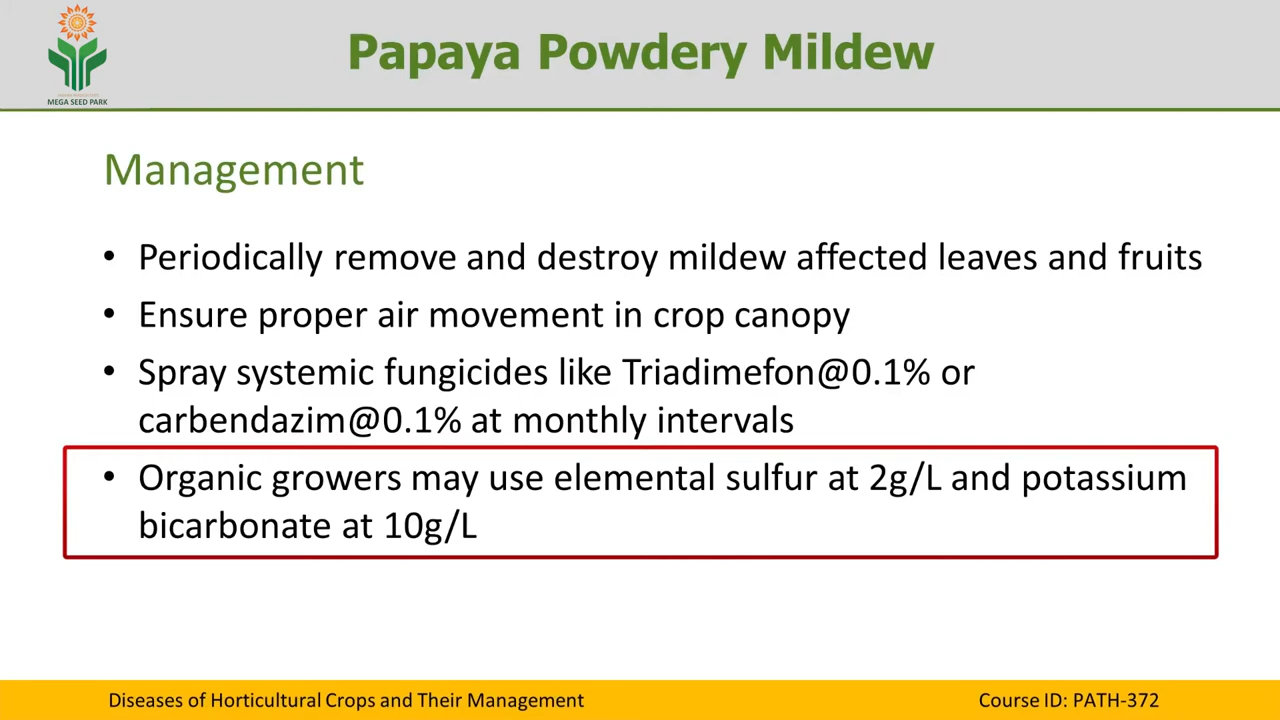 Papaya Powdery Mildew
MEGA SEED PARK
Management
• Periodically remove and destroy mildew affected leaves and fruits
• Ensure proper air movement in crop canopy
• Spray systemic fungicides like Triadimefon@0.1% or
carbendazim@0.1% at monthly intervals
• Organic growers may use elemental sulfur at 2g/L and potassium
bicarbonate at 10g/L
Diseases of Horticultural Crops and Their Management
Course ID: PATH-372